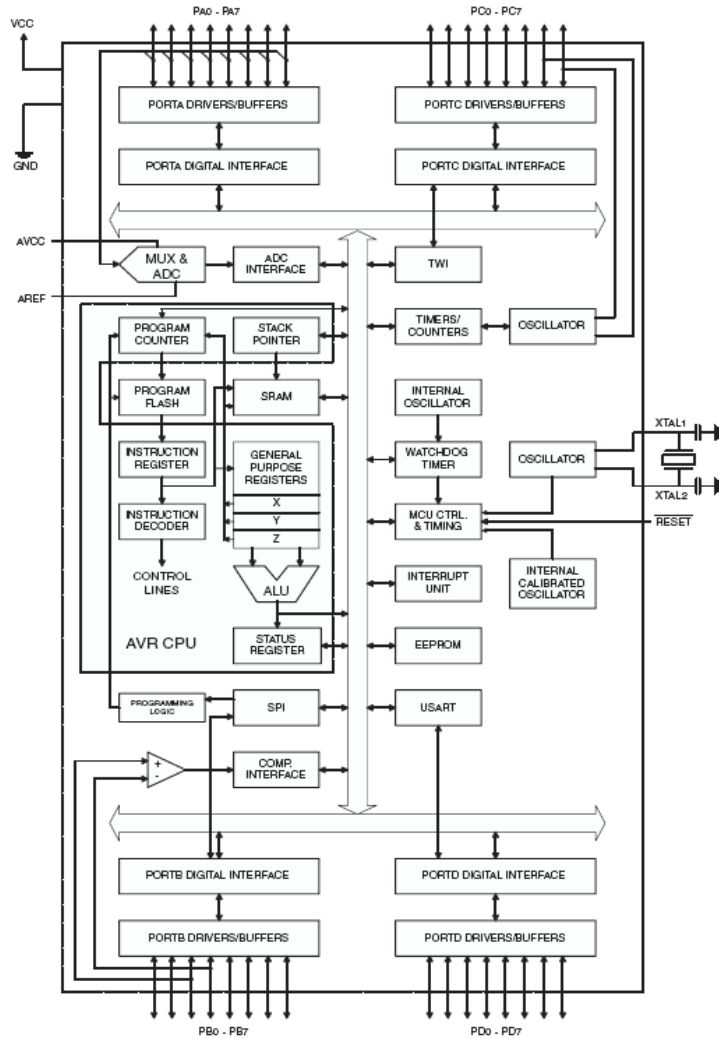 PA0 - PA7
PC0 - PC7
VCC
GND
PORTA DRIVERS/BUFFERS
PORTC DRIVERS/BUFFERS
PORTA DIGITAL INTERFACE
PORTC DIGITAL INTERFACE
AVCC
AREF
MUX &
ADC
ADC
INTERFACE
TWI
PROGRAM
COUNTER
STACK
POINTER
TIMERS/
COUNTERS
OSCILLATOR
PROGRAM
FLASH
SRAM
INTERNAL
OSCILLATOR
XTAL1
INSTRUCTION
REGISTER
GENERAL
PURPOSE
REGISTERS
WATCHDOG
TIMER
OSCILLATOR
XTAL2
X
Y
Z
INSTRUCTION
DECODER
MCU CTRL.
& TIMING
RESET
CONTROL
LINES
ALU
INTERRUPT
UNIT
INTERNAL
CALIBRATED
OSCILLATOR
AVR CPU
STATUS
REGISTER
EEPROM
PROGRAMMING
LOGIC
SPI
USART
+
-
COMP.
INTERFACE
PORTB DIGITAL INTERFACE
PORTD DIGITAL INTERFACE
PORTB DRIVERS/BUFFERS
PORTD DRIVERS/BUFFERS
PB0 - PB7
PD0 - PD7